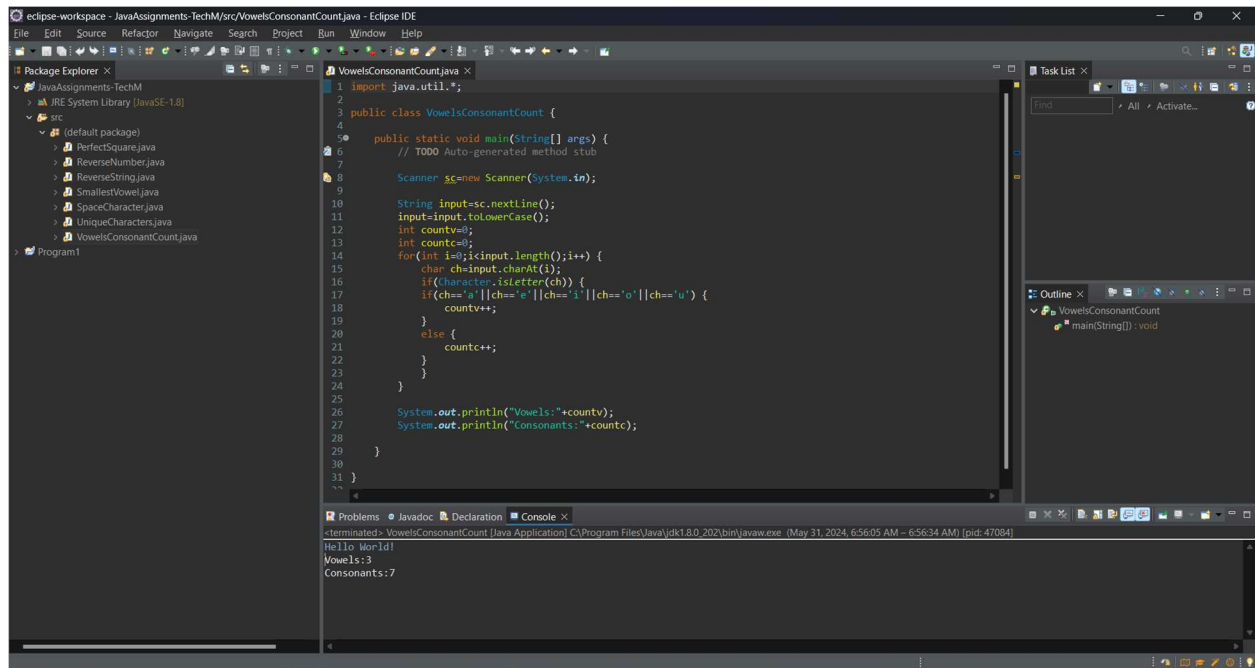 eclipse-workspace - JavaAssignments-TechM/src/VowelsConsonantCount.java - Eclipse IDE
File Edit Source Refactor Navigate Search Project Run Window Help
Package Explorer
JavaAssignments-TechM
JRE System Library [JavaSE-1.8]
src
(default package)
PerfectSquare.java
ReverseNumber.java
ReverseString.java
SmallestVowel.java
SpaceCharacter.java
UniqueCharacters.java
VowelsConsonantCount.java
Program1
VowelsConsonantCount.java
1 import java.util.*;
2
3 public class VowelsConsonantCount {
4
5 public static void main(String[] args) {
6 // TODO Auto-generated method stub
7
8 Scanner sc=new Scanner(System.in);
9
10 String input=sc.nextLine();
11 input=input.toLowerCase();
12 int countv=0;
13 int countc=0;
14 for(int i=0;i<input.length();i++) {
15 char ch=input.charAt(i);
16 if(Character.isLetter(ch)) {
17 if(ch=='a'||ch=='e'||ch=='i'||ch=='o'||ch=='u') {
18 countv++;
19 }
20 else {
21 countc++;
22 }
23 }
24 }
25
26 System.out.println("Vowels:"+countv);
27 System.out.println("Consonants:"+countc);
28
29 }
30
31 }
Task List
Find All Activate...
Outline
VowelsConsonantCount
main(String[]) : void
Problems Javadoc Declaration Console
<terminated> VowelsConsonantCount [Java Application] C:\Program Files\Java\jdk1.8.0_202\bin\javaw.exe (May 31, 2024, 6:56:05 AM – 6:56:34 AM) [pid: 47084]
Hello World!
Vowels:3
Consonants:7